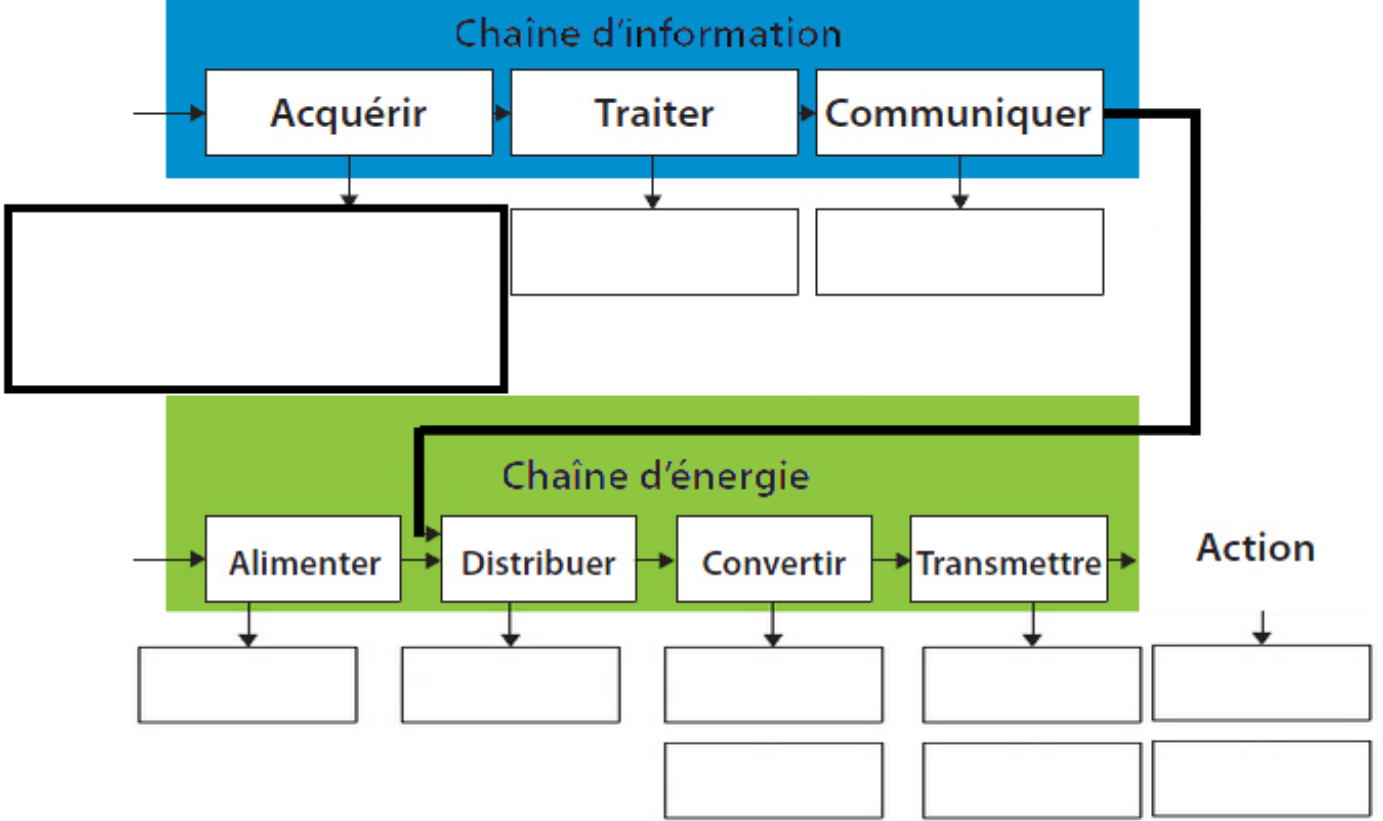 Chaîne d'information
Acquérir
Traiter
Communiquer
Chaîne d'énergie
Alimenter
Distribuer
Convertir
Transmettre
Action